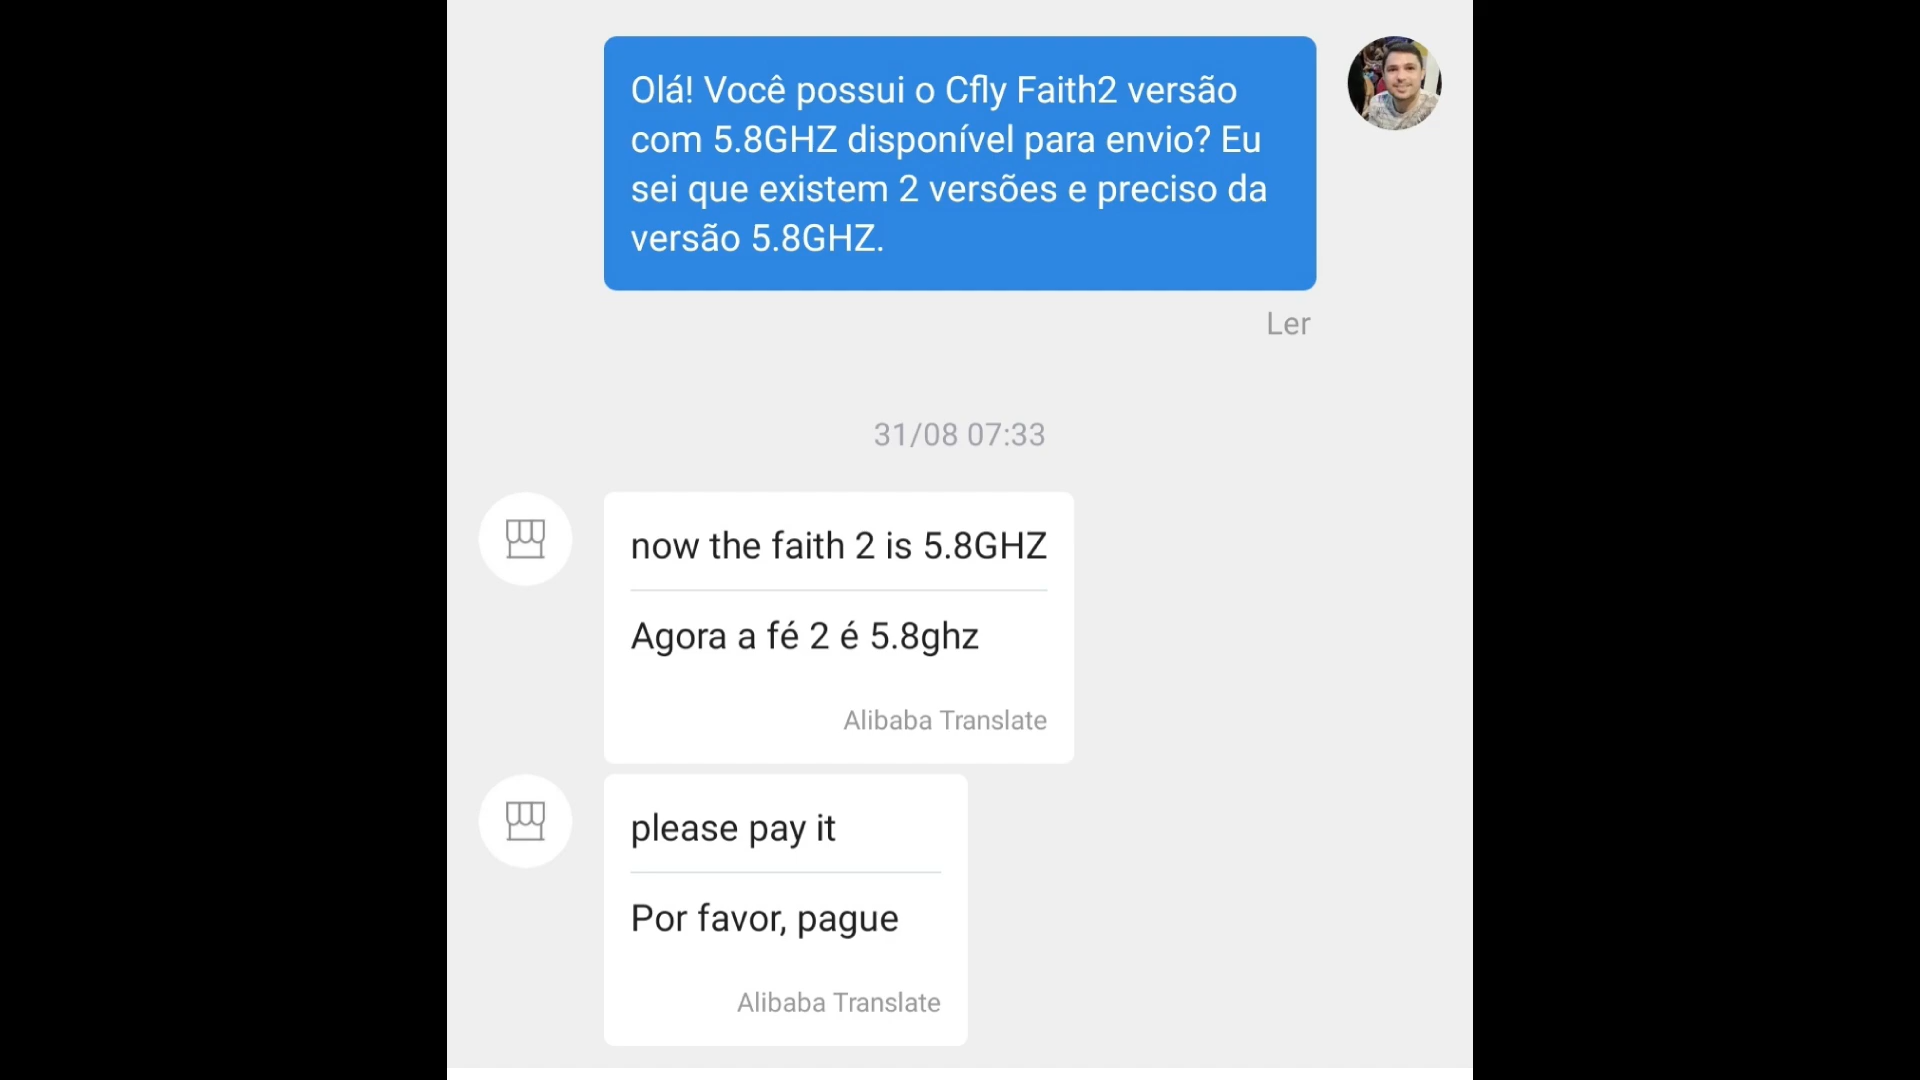 Olá! Você possui o Cfly Faith2 versão
com 5.8GHZ disponível para envio? Eu
sei que existem 2 versões e preciso da
versão 5.8GHZ.
Ler
31/08 07:33
now the faith 2 is 5.8GHZ
Agora a fé 2 é 5.8ghz
Alibaba Translate
please pay it
Por favor, pague
Alibaba Translate